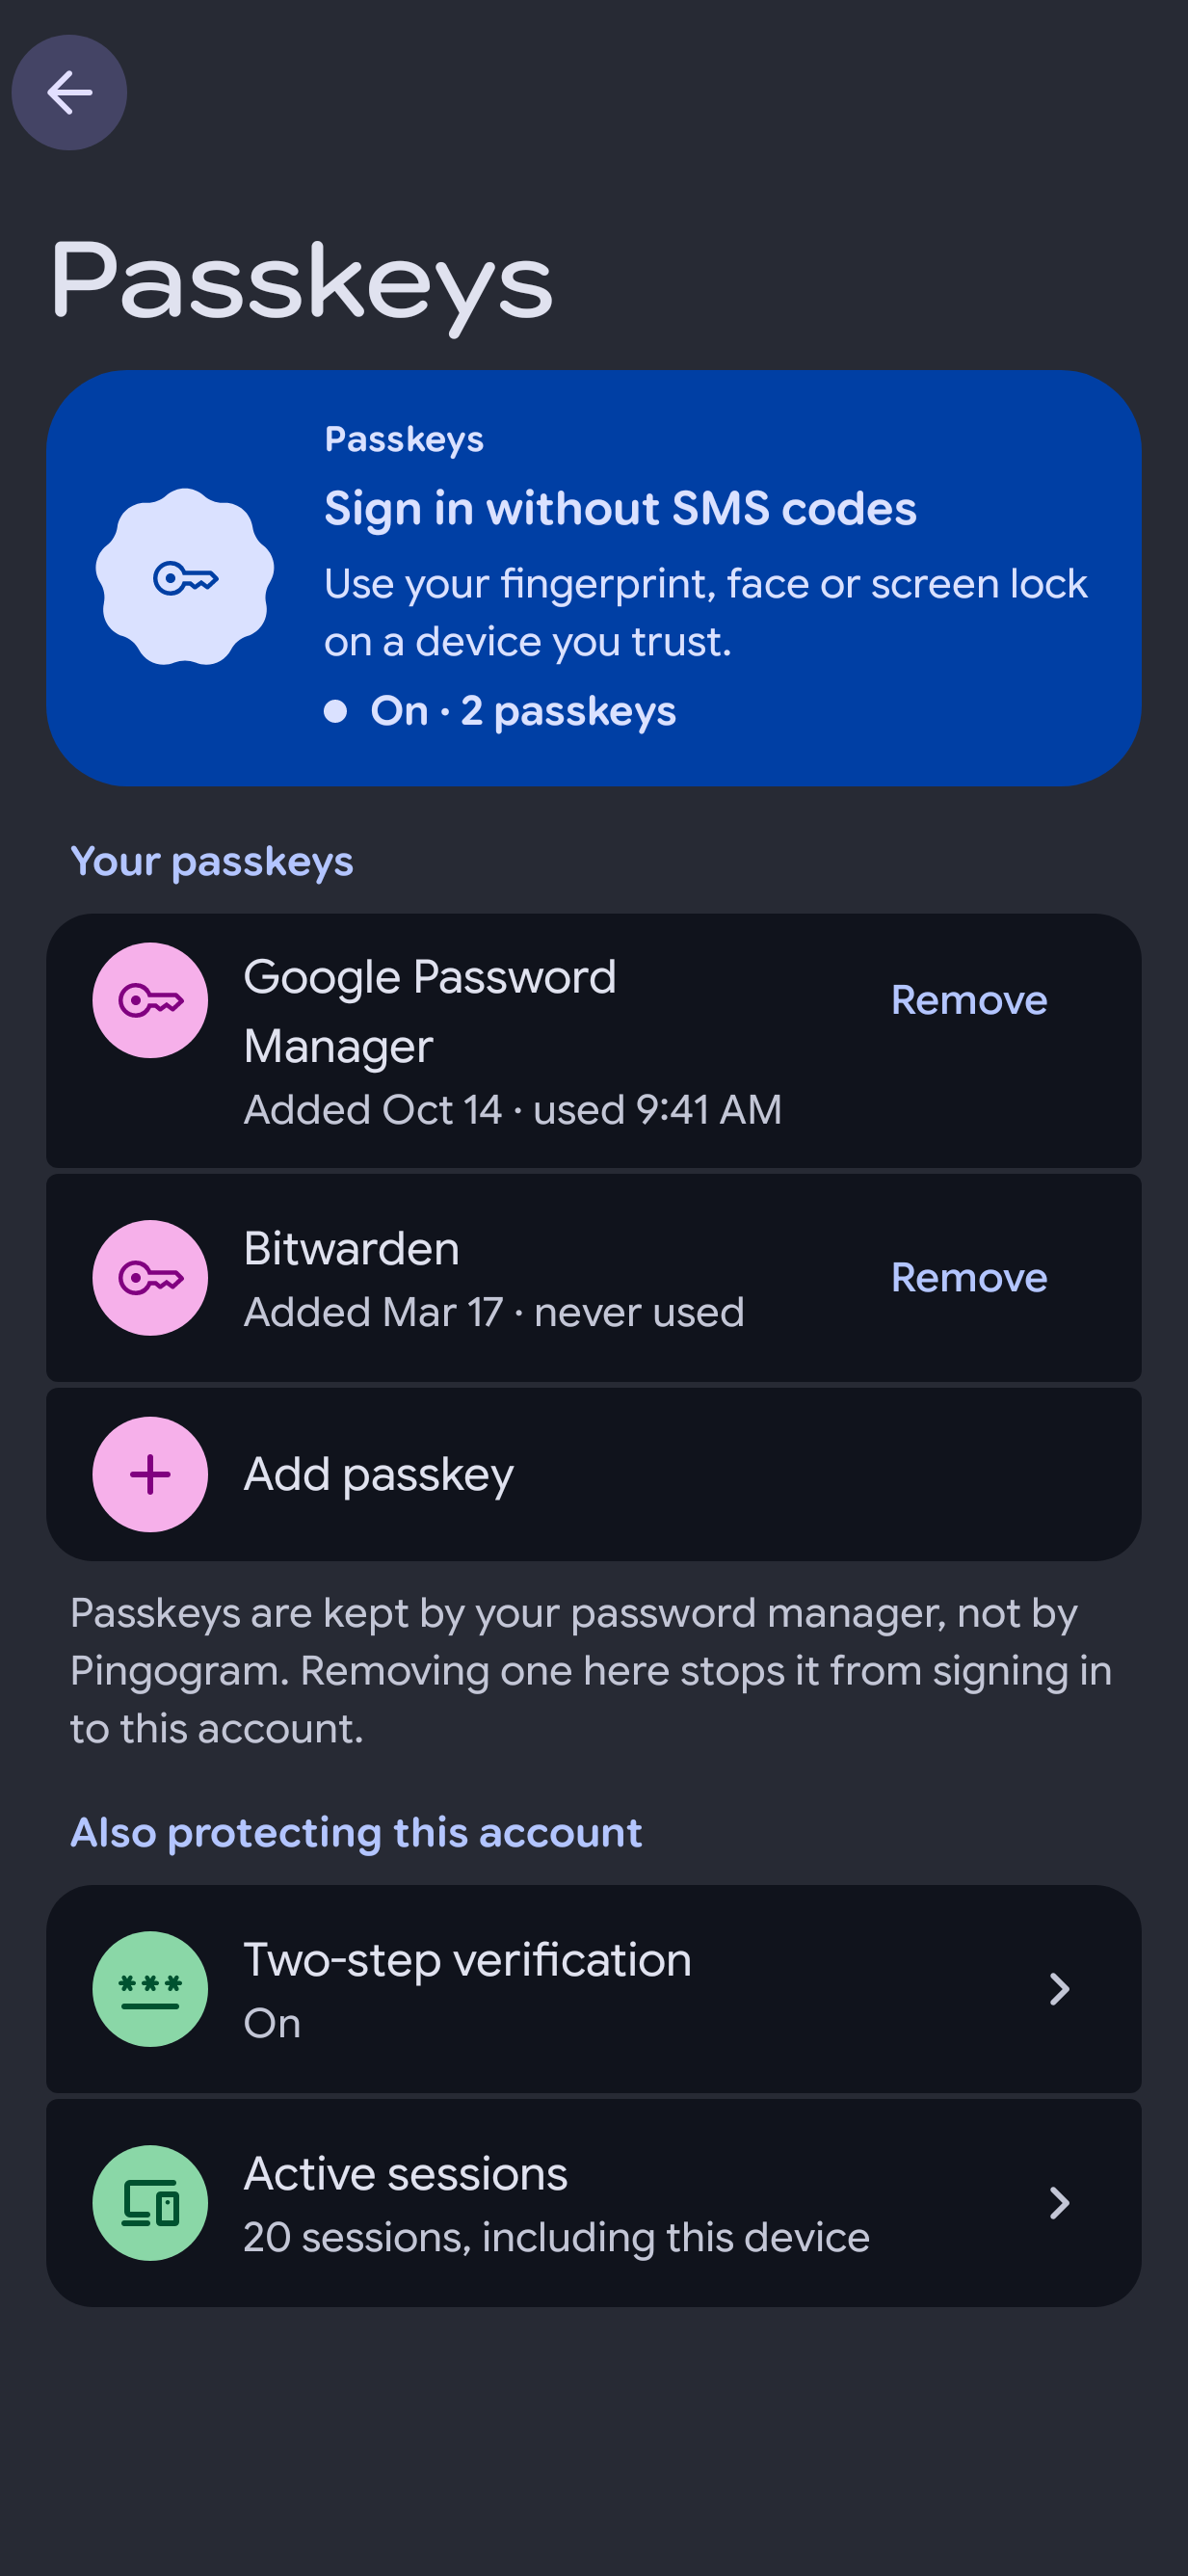 Passkeys
Passkeys
Sign in without SMS codes
Use your fingerprint, face or screen lock
on a device you trust.
On · 2 passkeys
Your passkeys
Google Password
Manager
Added Oct 14 · used 9:41 AM
Remove
Bitwarden
Added Mar 17 · never used
Remove
Add passkey
Passkeys are kept by your password manager, not by
Pingogram. Removing one here stops it from signing in
to this account.
Also protecting this account
Two-step verification
On
Active sessions
20 sessions, including this device